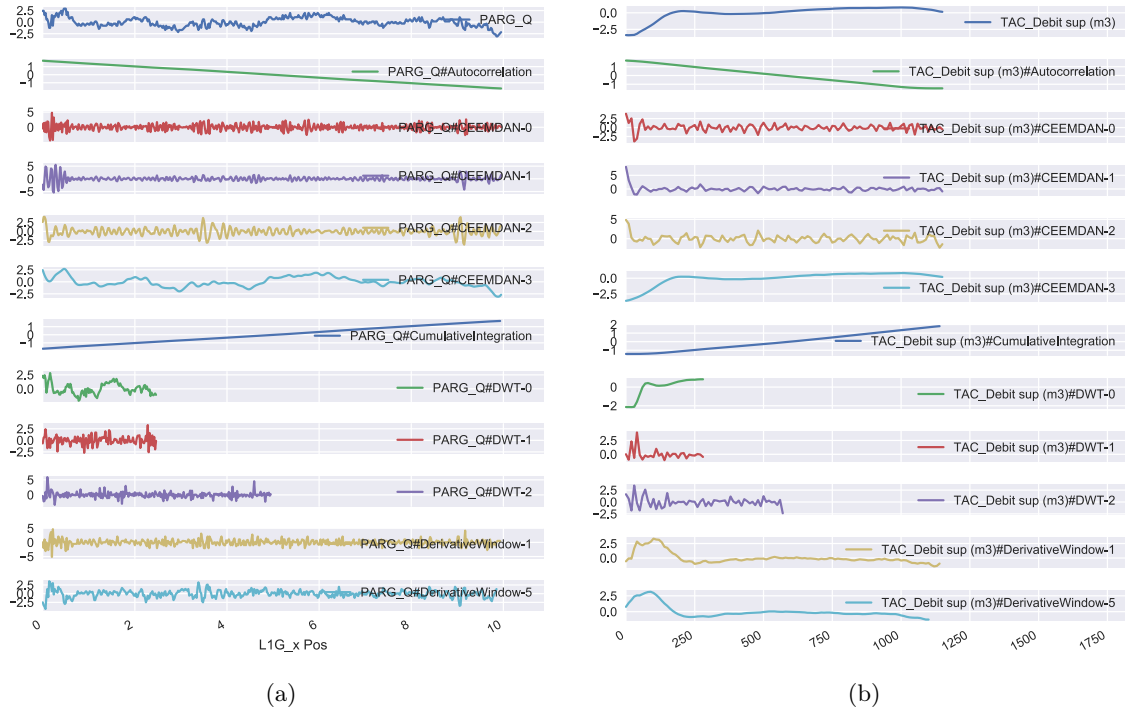 2.5
0.0
−2.5
PARG_Q
1
0
−1
PARG_Q#Autocorrelation
5
0
PARG_Q#CEEMDAN-0
5
0
−5
PARG_Q#CEEMDAN-1
2.5
0.0
−2.5
PARG_Q#CEEMDAN-2
2.5
0.0
−2.5
PARG_Q#CEEMDAN-3
1
0
−1
PARG_Q#CumulativeIntegration
2.5
0.0
PARG_Q#DWT-0
2.5
0.0
−2.5
PARG_Q#DWT-1
5
0
PARG_Q#DWT-2
5
0
−5
PARG_Q#DerivativeWindow-1
2.5
0.0
−2.5
PARG_Q#DerivativeWindow-5
0 2 4 6 8 10
L1G_x Pos
(a)
0.0
−2.5
TAC_Debit sup (m3)
1
0
−1
TAC_Debit sup (m3)#Autocorrelation
2.5
0.0
−2.5
TAC_Debit sup (m3)#CEEMDAN-0
5
0
TAC_Debit sup (m3)#CEEMDAN-1
5
0
TAC_Debit sup (m3)#CEEMDAN-2
0.0
−2.5
TAC_Debit sup (m3)#CEEMDAN-3
2
1
0
−1
TAC_Debit sup (m3)#CumulativeIntegration
0
−2
TAC_Debit sup (m3)#DWT-0
2.5
0.0
TAC_Debit sup (m3)#DWT-1
2.5
0.0
−2.5
TAC_Debit sup (m3)#DWT-2
2.5
0.0
TAC_Debit sup (m3)#DerivativeWindow-1
2.5
0.0
TAC_Debit sup (m3)#DerivativeWindow-5
0 250 500 750 1000 1250 1500 1750
(b)